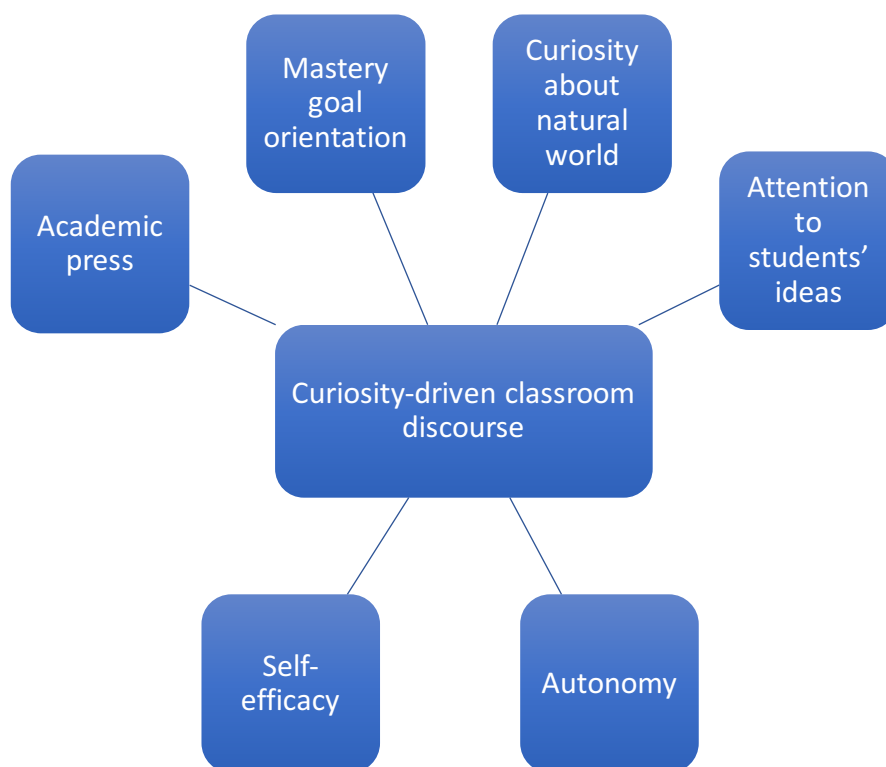 Mastery
goal
orientation
Curiosity
about
natural
world
Academic
press
Attention
to
students’
ideas
Curiosity-driven classroom
discourse
Self-
efficacy
Autonomy